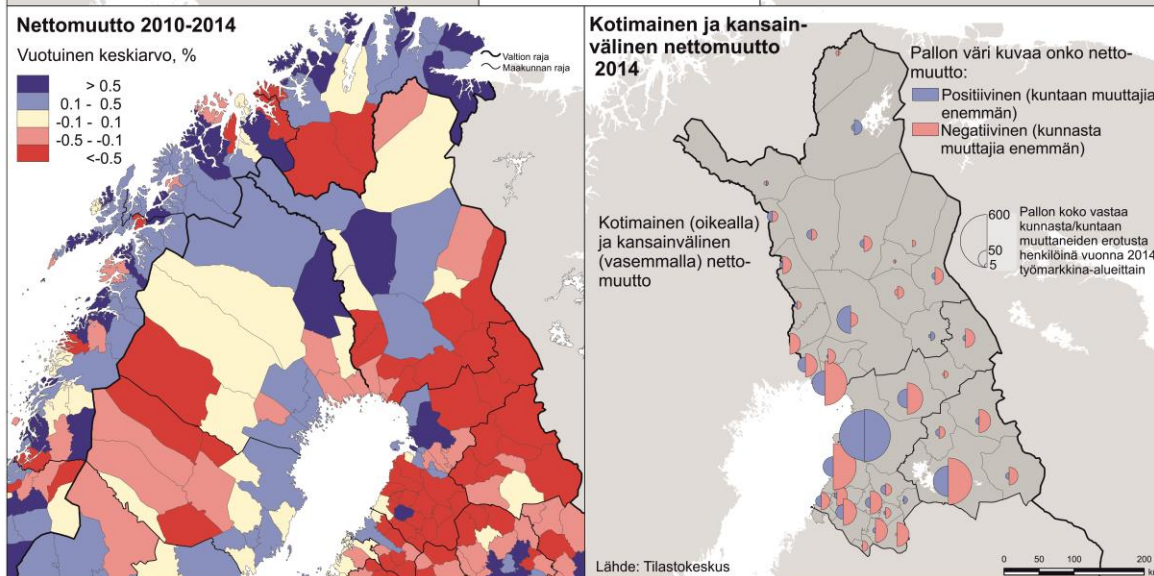 Nettomuutto 2010-2014
Vuotuinen keskiarvo, %
> 0.5
0.1 - 0.5
-0.1 - 0.1
-0.5 - -0.1
<-0.5
Valtion raja
Maakunnan raja
Kotimainen ja kansain-
välinen nettomuutto
2014
Pallon väri kuvaa onko netto-
muutto:
Positiivinen (kuntaan muuttajia
enemmän)
Negatiivinen (kunnasta
muuttajia enemmän)
Kotimainen (oikealla)
ja kansainvälinen
(vasemmalla) netto-
muutto
600
50
5
Pallon koko vastaa
kunnasta/kuntaan
muuttaneiden erotusta
henkilöinä vuonna 2014
työmarkkina-alueittain
Lähde: Tilastokeskus
0 50 100 200